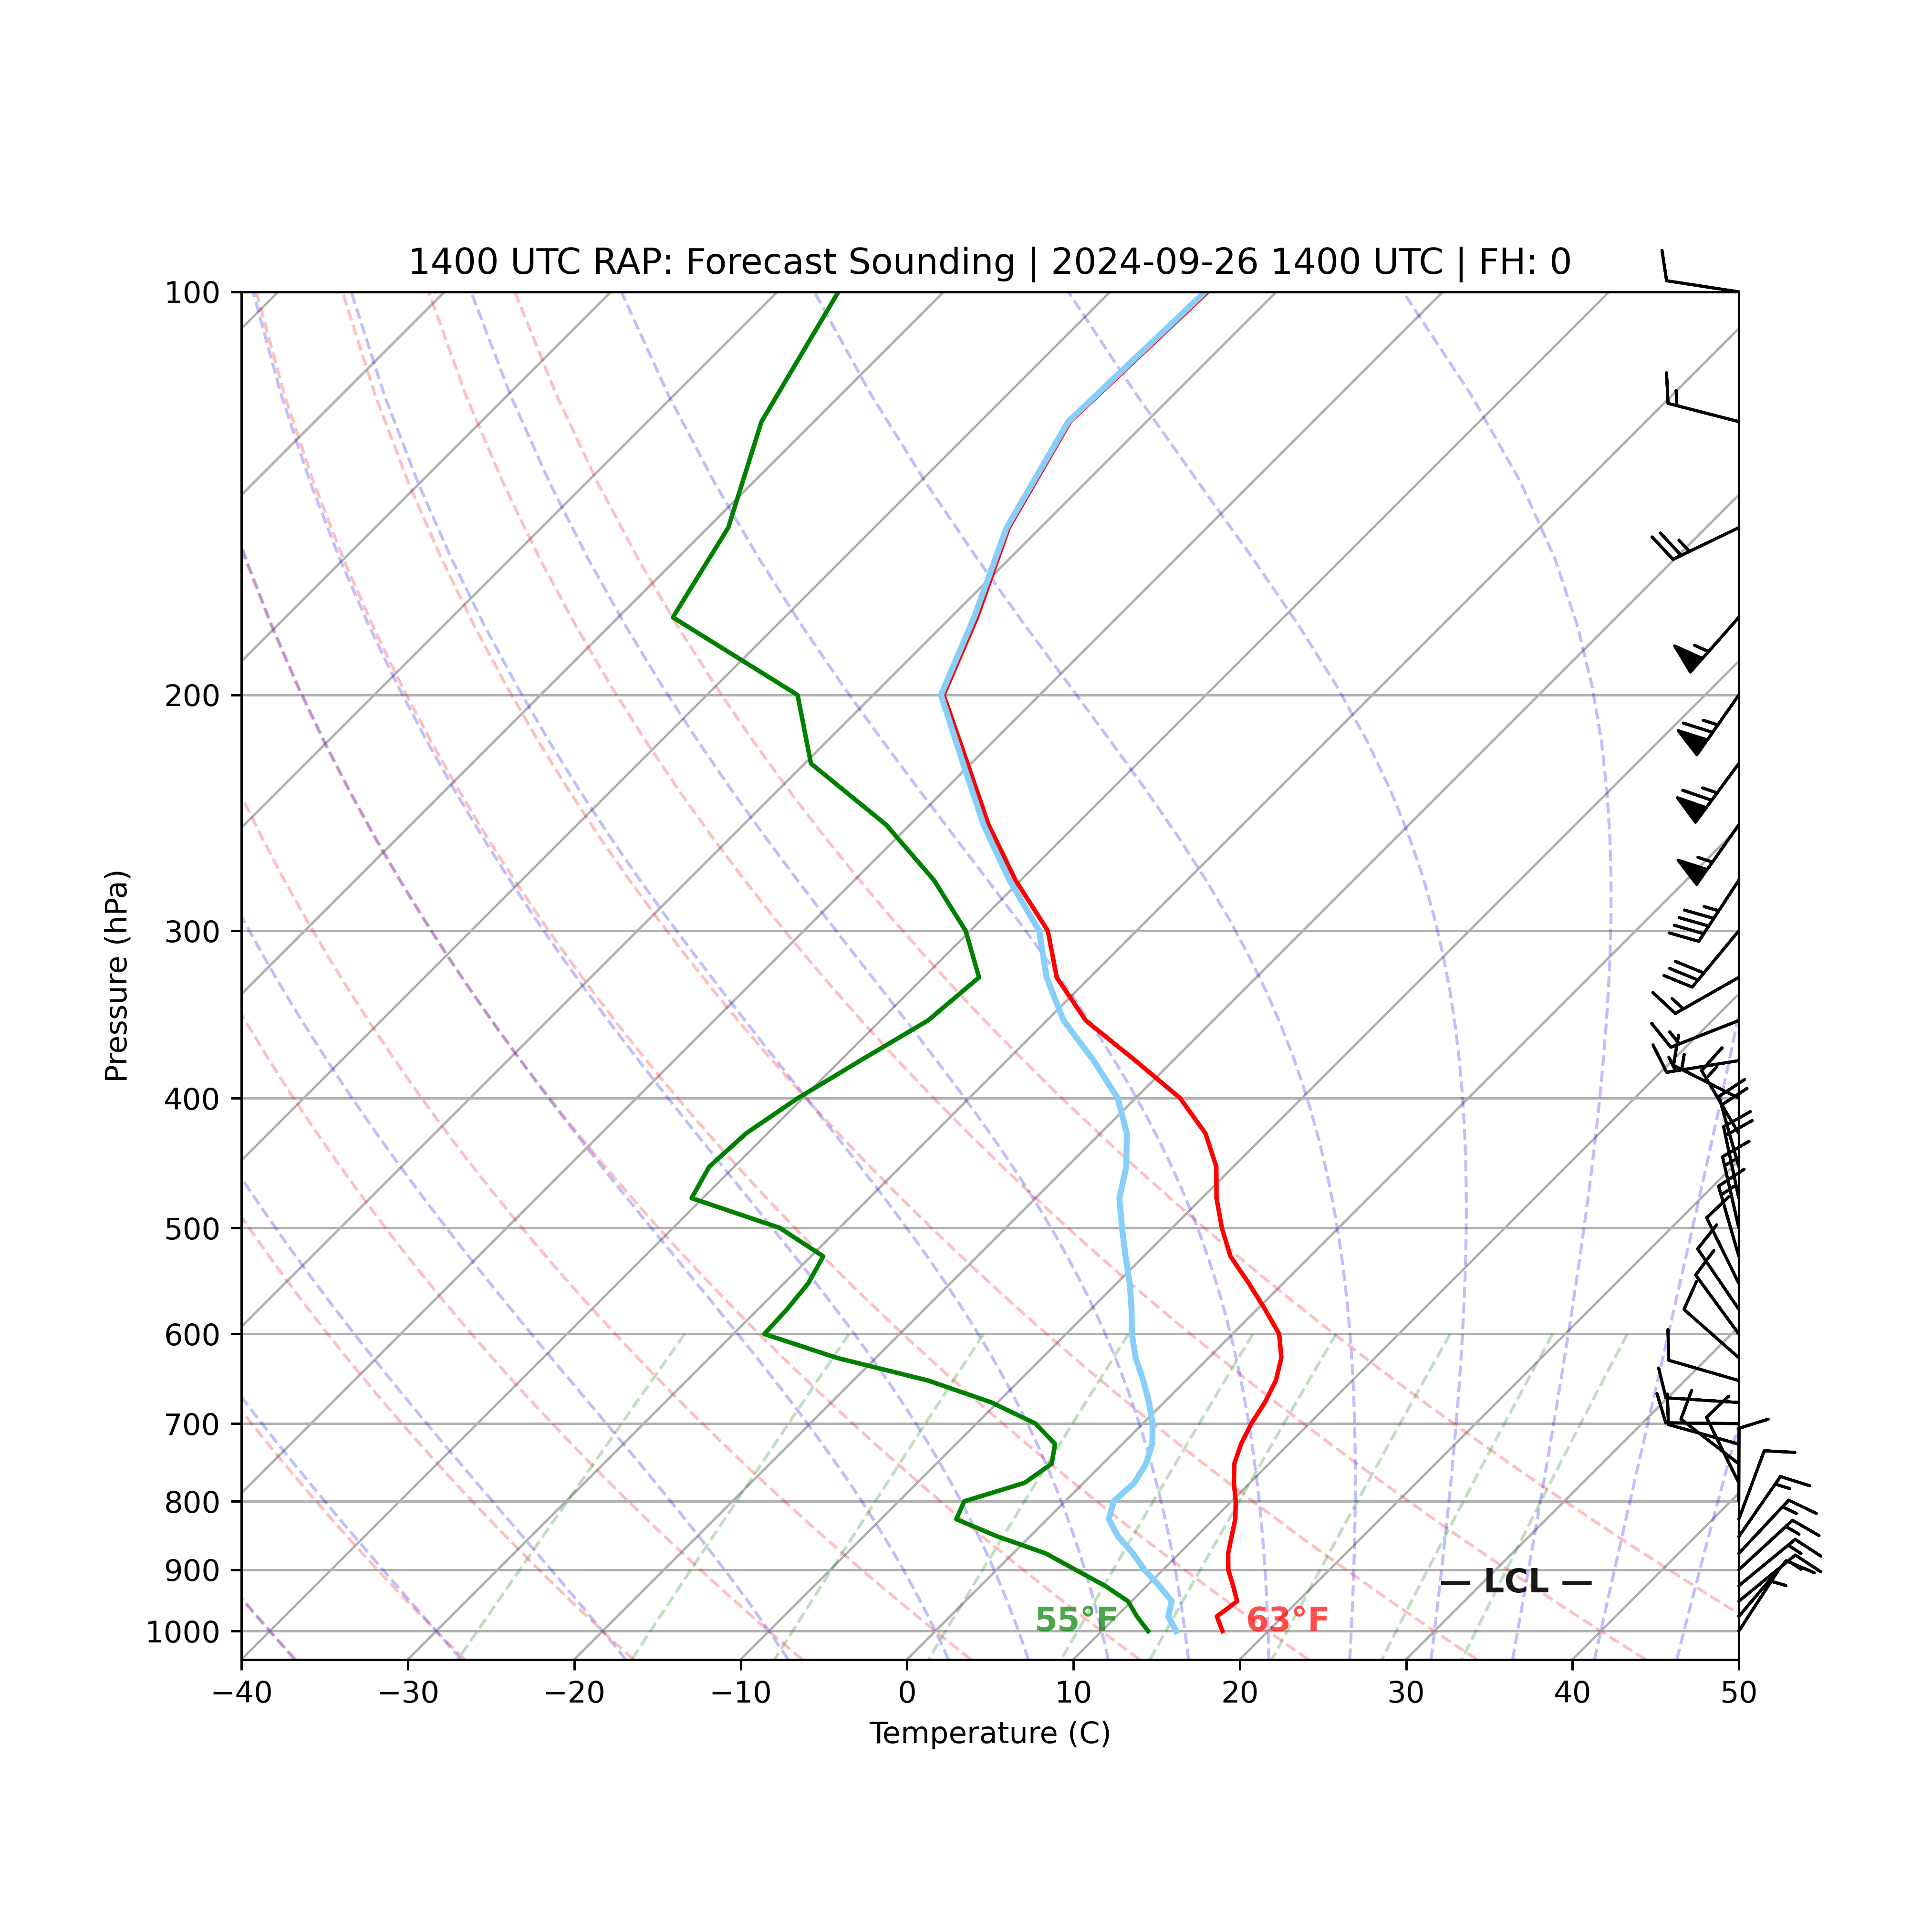 1400 UTC RAP: Forecast Sounding | 2024-09-26 1400 UTC | FH: 0
100
200
300
400
500
600
700
800
900
1000
Pressure (hPa)
— LCL —
55°F 63°F
−40 −30 −20 −10 0 10 20 30 40 50
Temperature (C)